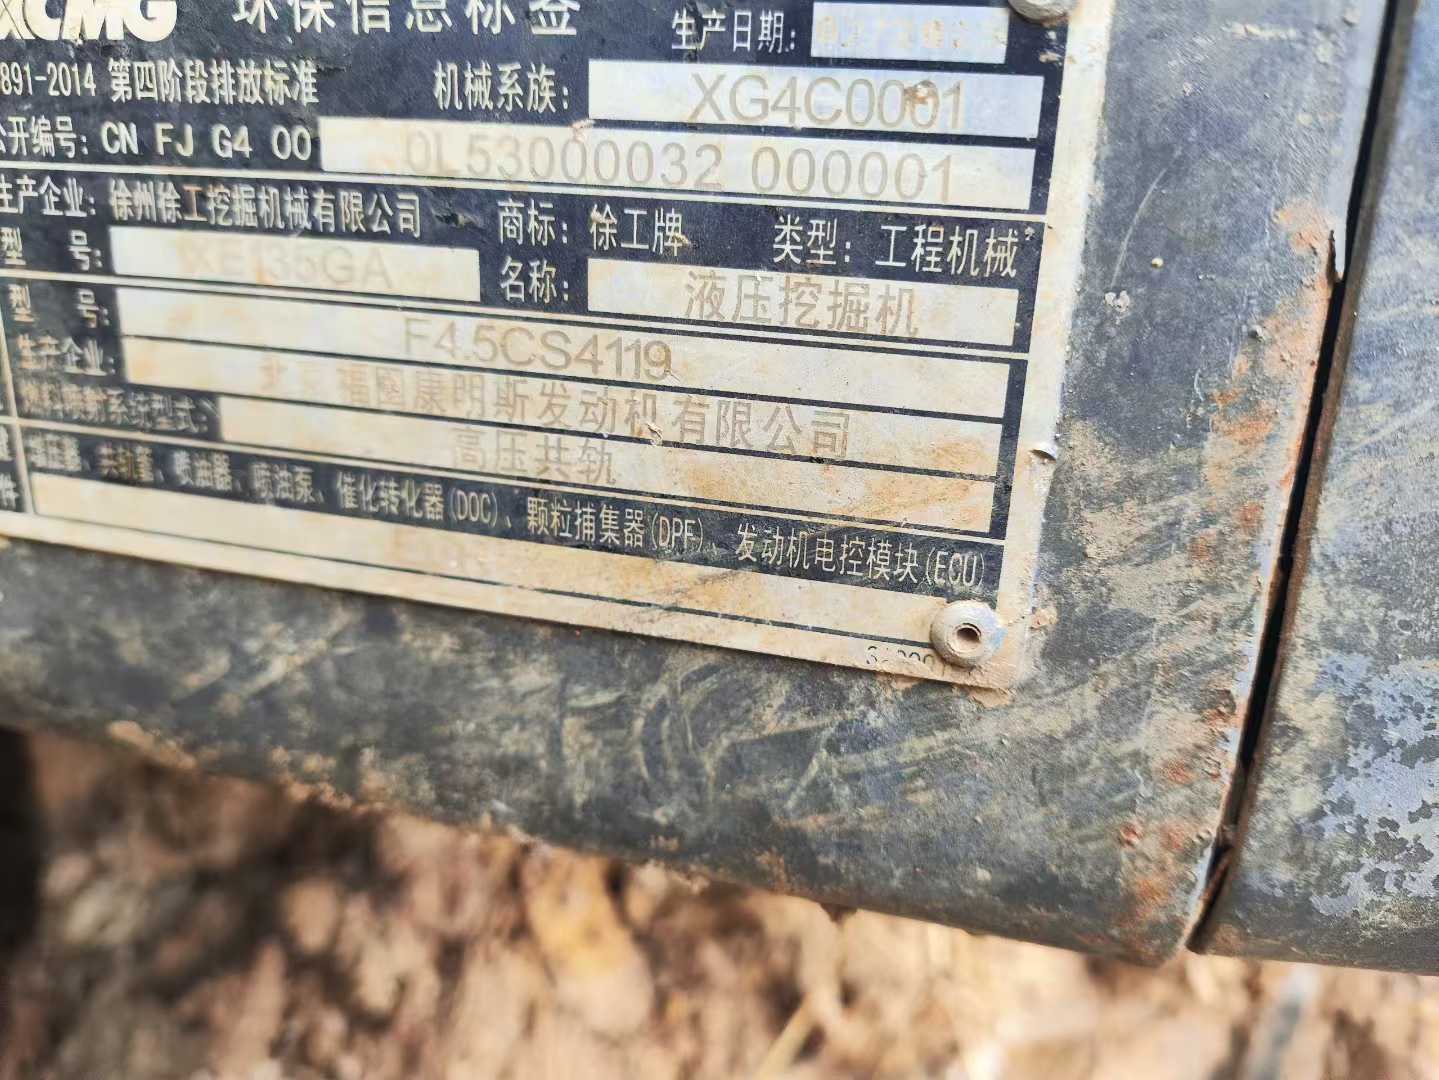 XCMG 环保信息标签
生产日期:
891-2014 第四阶段排放标准 机械系族: XG4C0001
公开编号: CN FJ G4 00 0L53000032 000001
生产企业: 徐州徐工挖掘机械有限公司 商标: 徐工牌 类型: 工程机械
型 号: XE135GA 名称: 液压挖掘机
型 号: F4.5CS4119
生产企业: 北京福田康明斯发动机有限公司
燃料喷射系统型式: 高压共轨
增压器、共轨管、喷油器、喷油泵、催化转化器(DOC)、颗粒捕集器(DPF)、发动机电控模块(ECU)
件